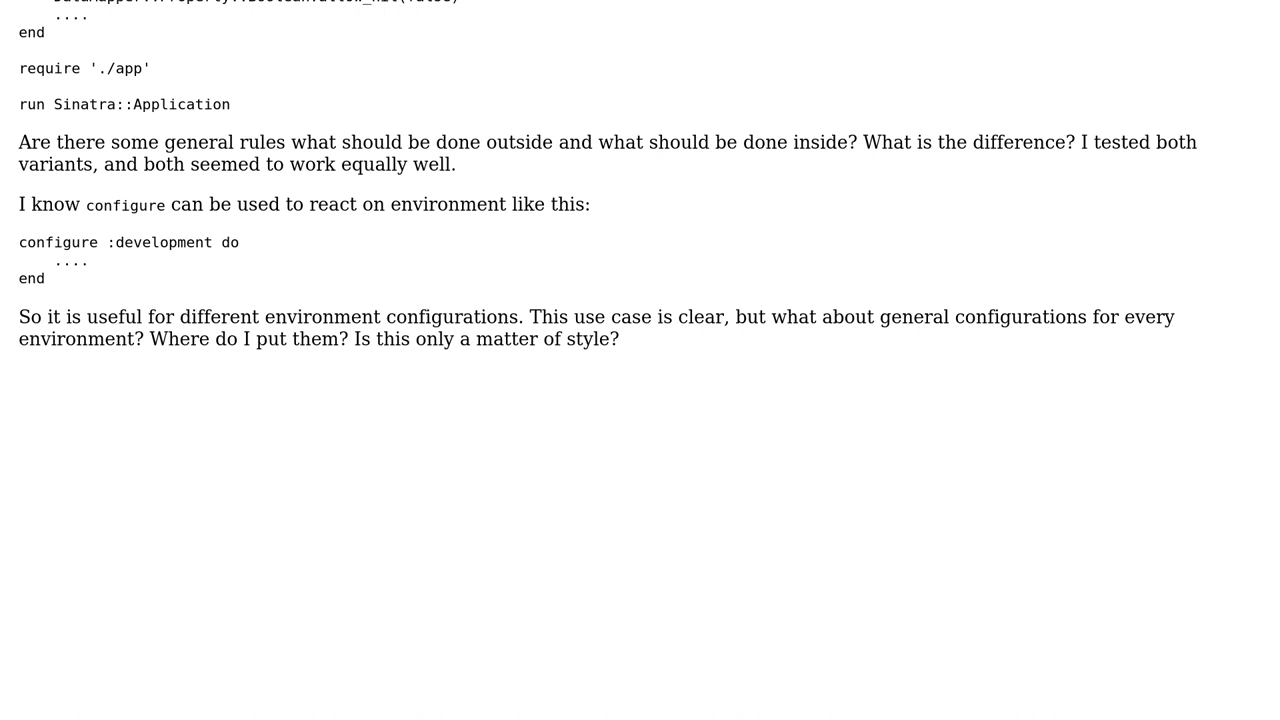 ....
end
require './app'
run Sinatra::Application
Are there some general rules what should be done outside and what should be done inside? What is the difference? I tested both
variants, and both seemed to work equally well.
I know configure can be used to react on environment like this:
configure :development do
....
end
So it is useful for different environment configurations. This use case is clear, but what about general configurations for every
environment? Where do I put them? Is this only a matter of style?